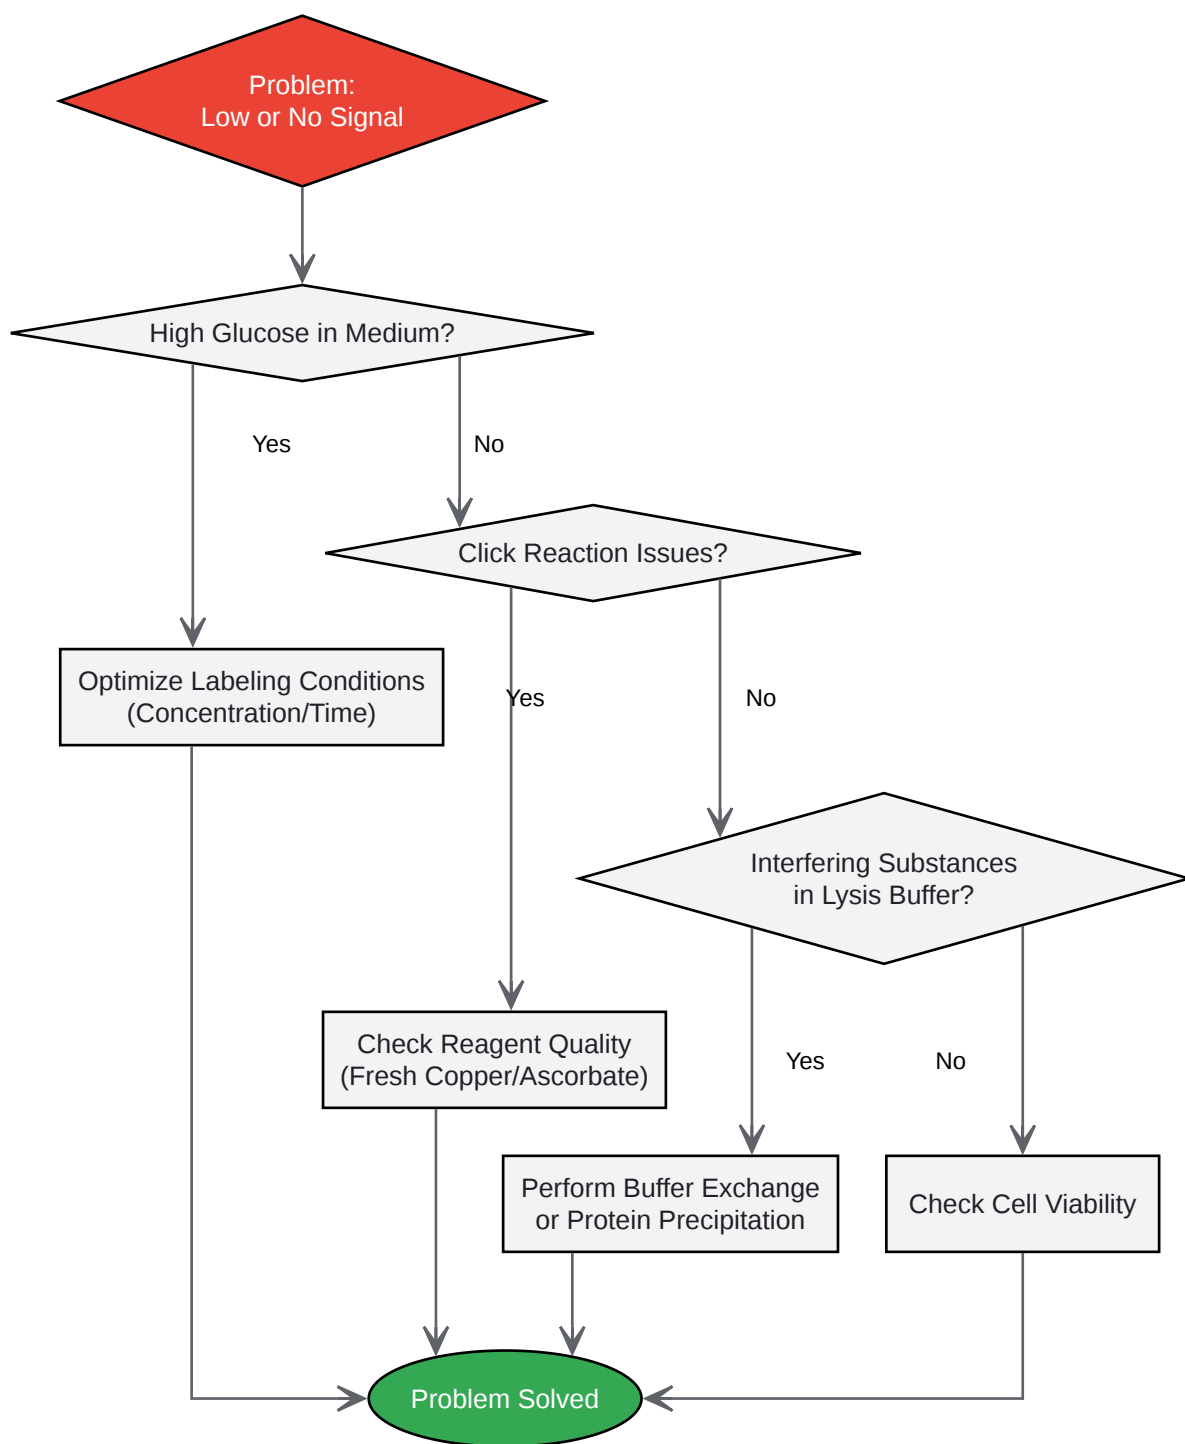 Problem:
Low or No Signal
High Glucose in Medium?
Yes
No
Click Reaction Issues?
Optimize Labeling Conditions
(Concentration/Time)
Yes
No
Interfering Substances
in Lysis Buffer?
Check Reagent Quality
(Fresh Copper/Ascorbate)
Yes
No
Perform Buffer Exchange
or Protein Precipitation
Check Cell Viability
Problem Solved